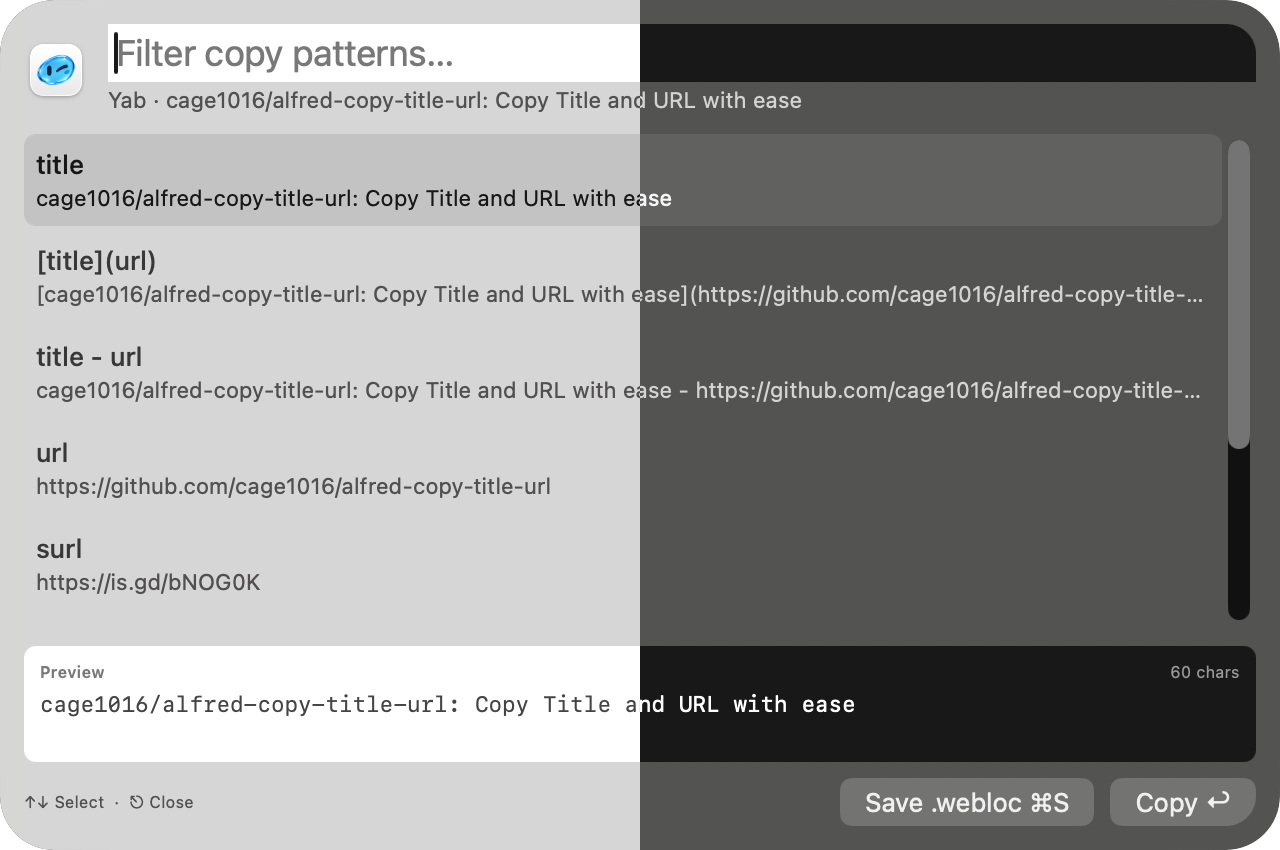 Filter copy patterns...
Yab · cage1016/alfred-copy-title-url: Copy Title and URL with ease
title
cage1016/alfred-copy-title-url: Copy Title and URL with ease
[title](url)
[cage1016/alfred-copy-title-url: Copy Title and URL with ease](https://github.com/cage1016/alfred-copy-title-...
title - url
cage1016/alfred-copy-title-url: Copy Title and URL with ease - https://github.com/cage1016/alfred-copy-title-...
url
https://github.com/cage1016/alfred-copy-title-url
surl
https://is.gd/bNOG0K
Preview
60 chars
cage1016/alfred-copy-title-url: Copy Title and URL with ease
↑↓ Select · ⎋ Close
Save .webloc ⌘S
Copy ↩